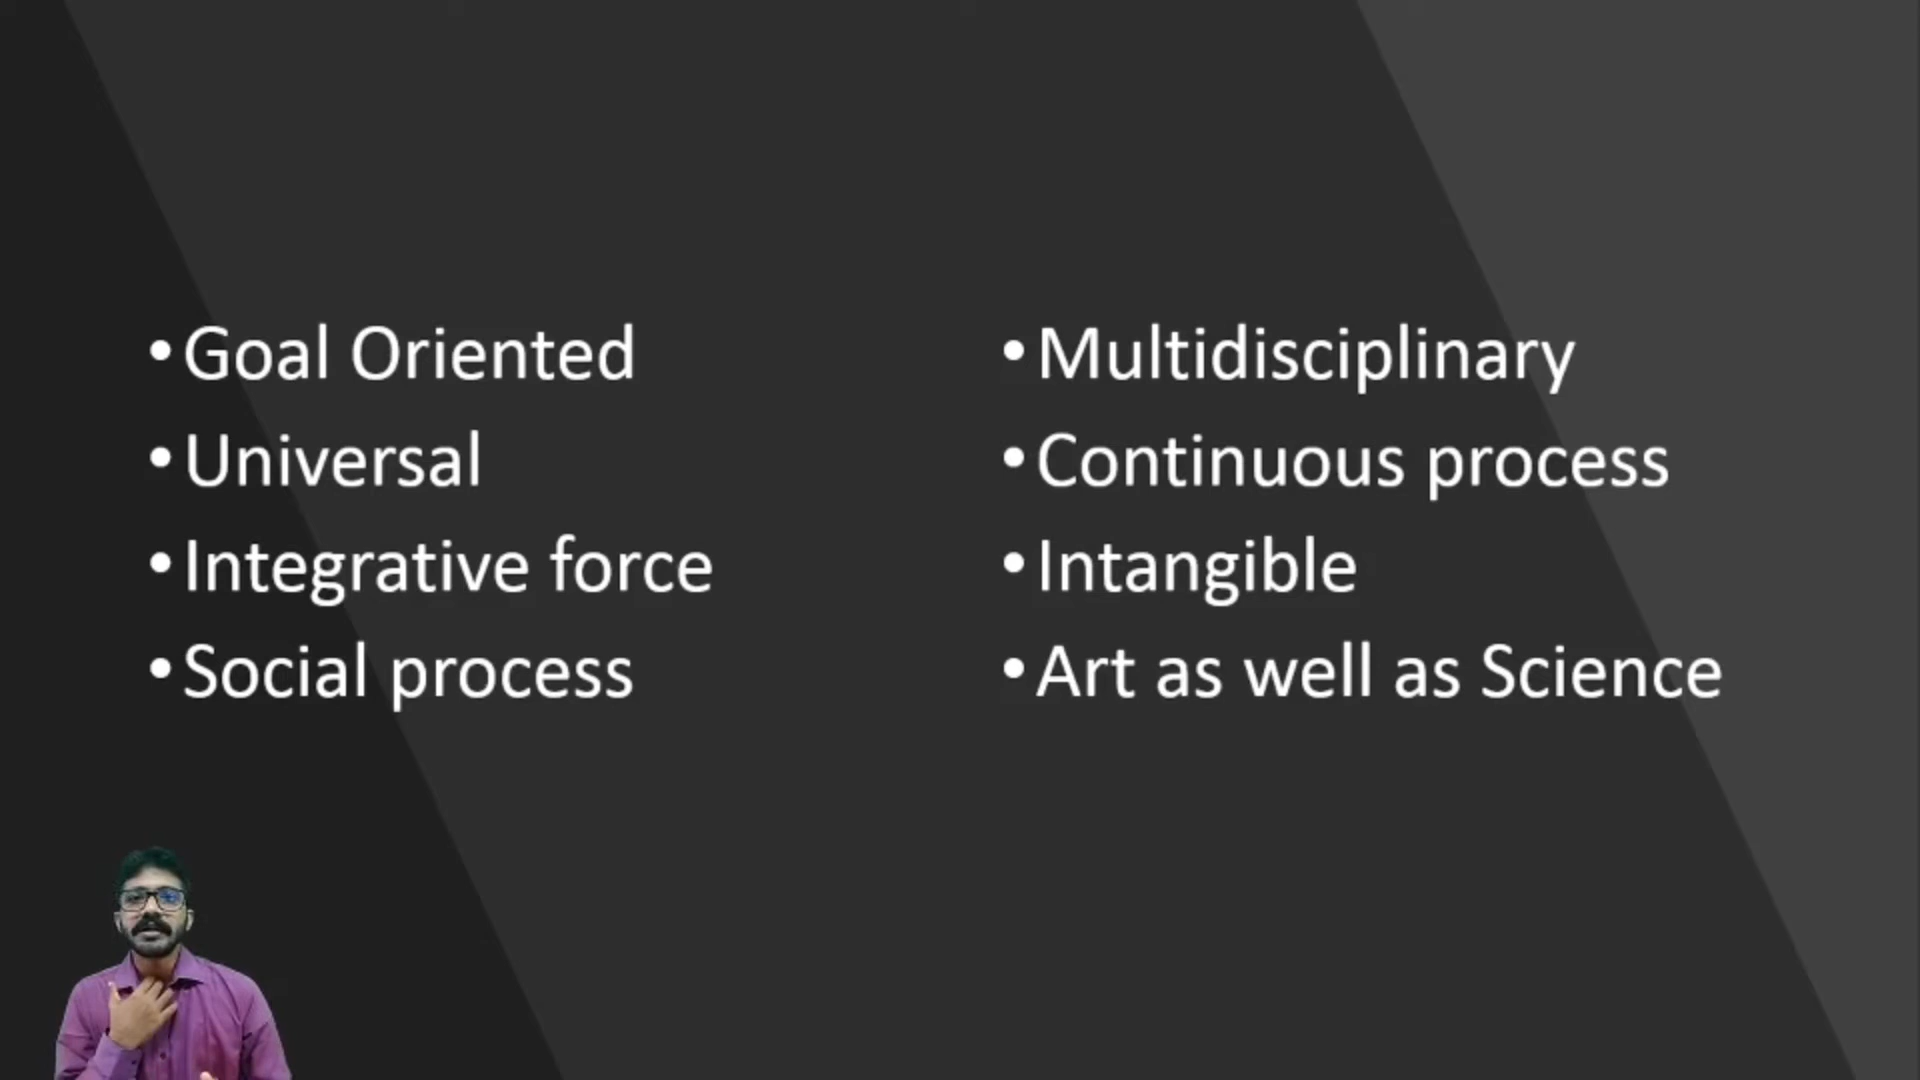 • Goal Oriented
• Universal
• Integrative force
• Social process
• Multidisciplinary
• Continuous process
• Intangible
• Art as well as Science